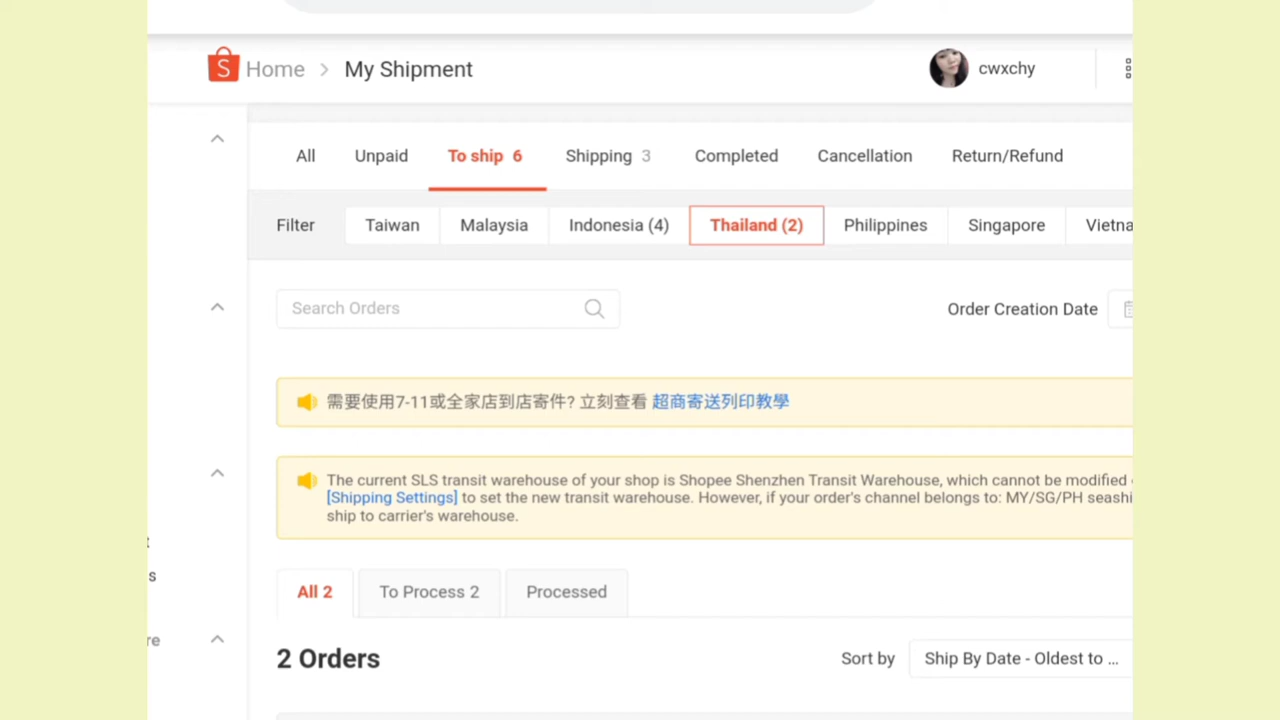 Home > My Shipment
cwxchy
All Unpaid To ship 6 Shipping 3 Completed Cancellation Return/Refund
Filter Taiwan Malaysia Indonesia (4) Thailand (2) Philippines Singapore Vietna
Search Orders Order Creation Date
需要使用7-11或全家店到店寄件? 立刻查看 超商寄送列印教學
The current SLS transit warehouse of your shop is Shopee Shenzhen Transit Warehouse, which cannot be modified
[Shipping Settings] to set the new transit warehouse. However, if your order's channel belongs to: MY/SG/PH seashi
ship to carrier's warehouse.
s
re
All 2 To Process 2 Processed
2 Orders Sort by Ship By Date - Oldest to ...